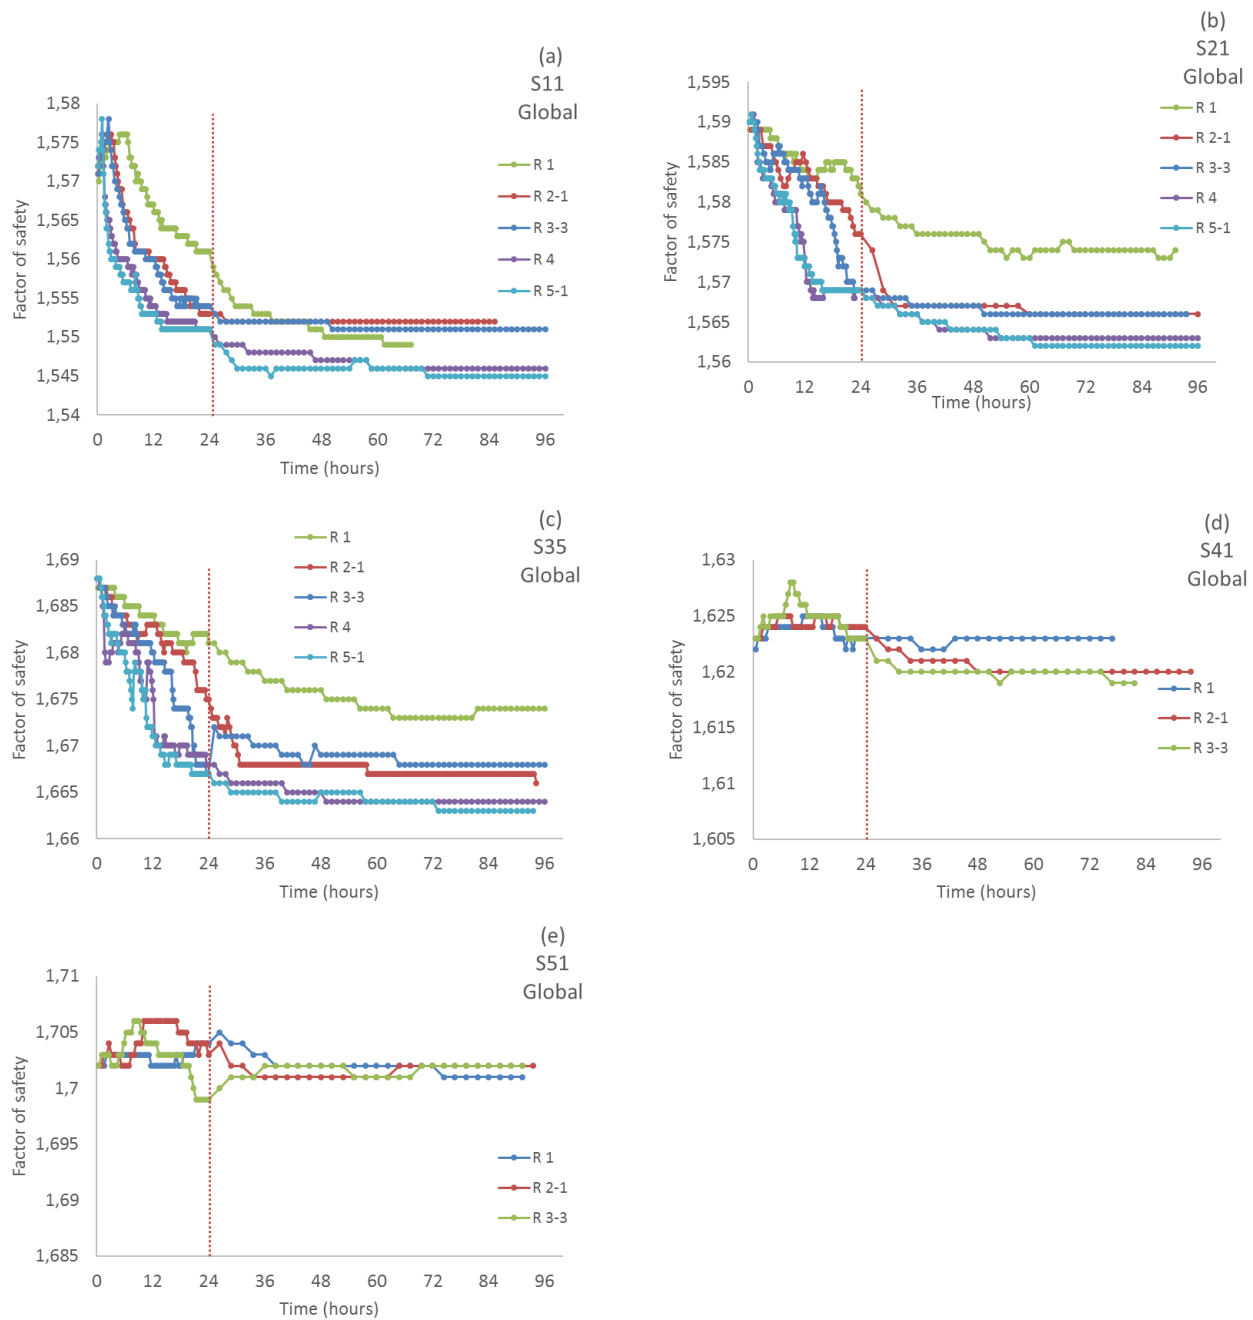 (a)
S11
Global
1,58
1,575
1,57
1,565
1,56
1,555
1,55
1,545
1,54
Factor of safety
0 12 24 36 48 60 72 84 96
Time (hours)
R 1
R 2-1
R 3-3
R 4
R 5-1
(b)
S21
Global
1,595
1,59
1,585
1,58
1,575
1,57
1,565
1,56
Factor of safety
0 12 24 36 48 60 72 84 96
Time (hours)
R 1
R 2-1
R 3-3
R 4
R 5-1
(c)
S35
Global
1,69
1,685
1,68
1,675
1,67
1,665
1,66
Factor of safety
0 12 24 36 48 60 72 84 96
Time (hours)
R 1
R 2-1
R 3-3
R 4
R 5-1
(d)
S41
Global
1,63
1,625
1,62
1,615
1,61
1,605
Factor of safety
0 12 24 36 48 60 72 84 96
Time (hours)
R 1
R 2-1
R 3-3
(e)
S51
Global
1,71
1,705
1,7
1,695
1,69
1,685
Factor of safety
0 12 24 36 48 60 72 84 96
Time (hours)
R 1
R 2-1
R 3-3